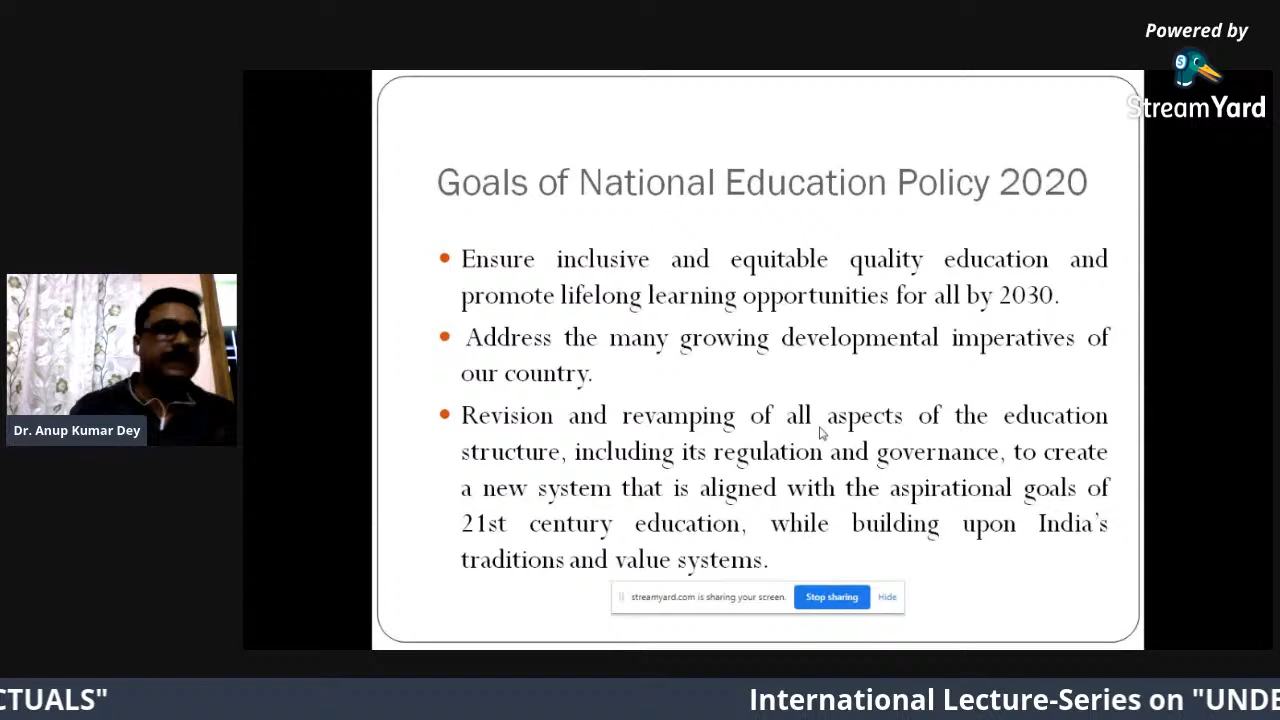 Powered by
StreamYard
Goals of National Education Policy 2020
Ensure inclusive and equitable quality education and
promote lifelong learning opportunities for all by 2030.
Address the many growing developmental imperatives of
our country.
Revision and revamping of all aspects of the education
structure, including its regulation and governance, to create
a new system that is aligned with the aspirational goals of
21st century education, while building upon India's
traditions and value systems.
streamyard.com is sharing your screen. Stop sharing Hide
Dr. Anup Kumar Dey
CTUALS" International Lecture-Series on "UNDE